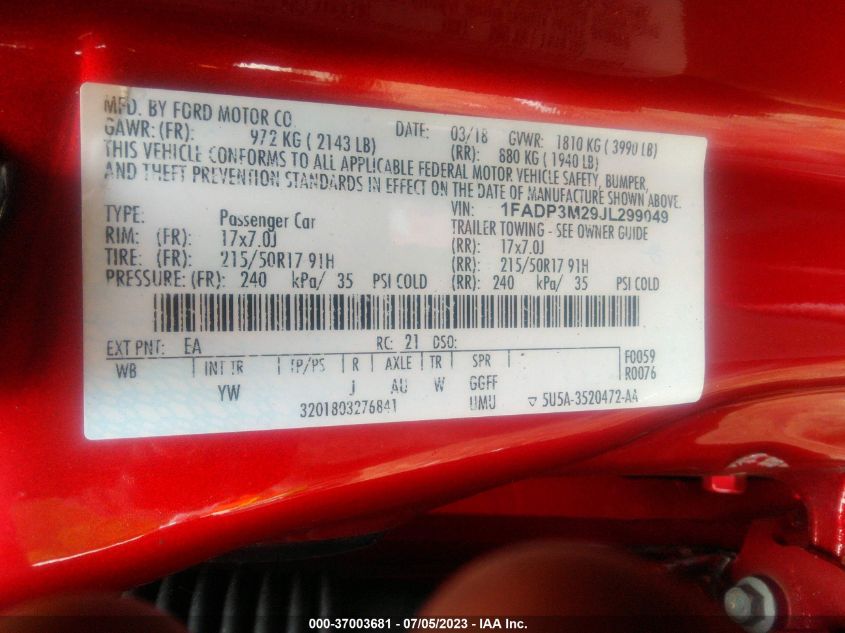 MFD. BY FORD MOTOR CO.
DATE: 03/18 GVWR: 1810 KG (3990 LB)
GAWR: (FR): 972 KG (2143 LB) (RR): 880 KG (1940 LB)
THIS VEHICLE CONFORMS TO ALL APPLICABLE FEDERAL MOTOR VEHICLE SAFETY, BUMPER,
AND THEFT PREVENTION STANDARDS IN EFFECT ON THE DATE OF MANUFACTURE SHOWN ABOVE.
VIN: 1FADP3M29JL299049
TYPE: Passenger Car TRAILER TOWING - SEE OWNER GUIDE
RIM: (FR): 17x7.0J (RR): 17x7.0J
TIRE: (FR): 215/50R17 91H (RR): 215/50R17 91H
PRESSURE: (FR): 240 kPa/ 35 PSI COLD (RR): 240 kPa/ 35 PSI COLD
EXT PNT: EA RC: 21 DSO: F0059
WB INT TR TP/PS R AXLE TR SPR R0076
YW J AU W GGFF
3201803276841 UMU ▽ 5U5A-3520472-AA
000-37003681 - 07/05/2023 - IAA Inc.